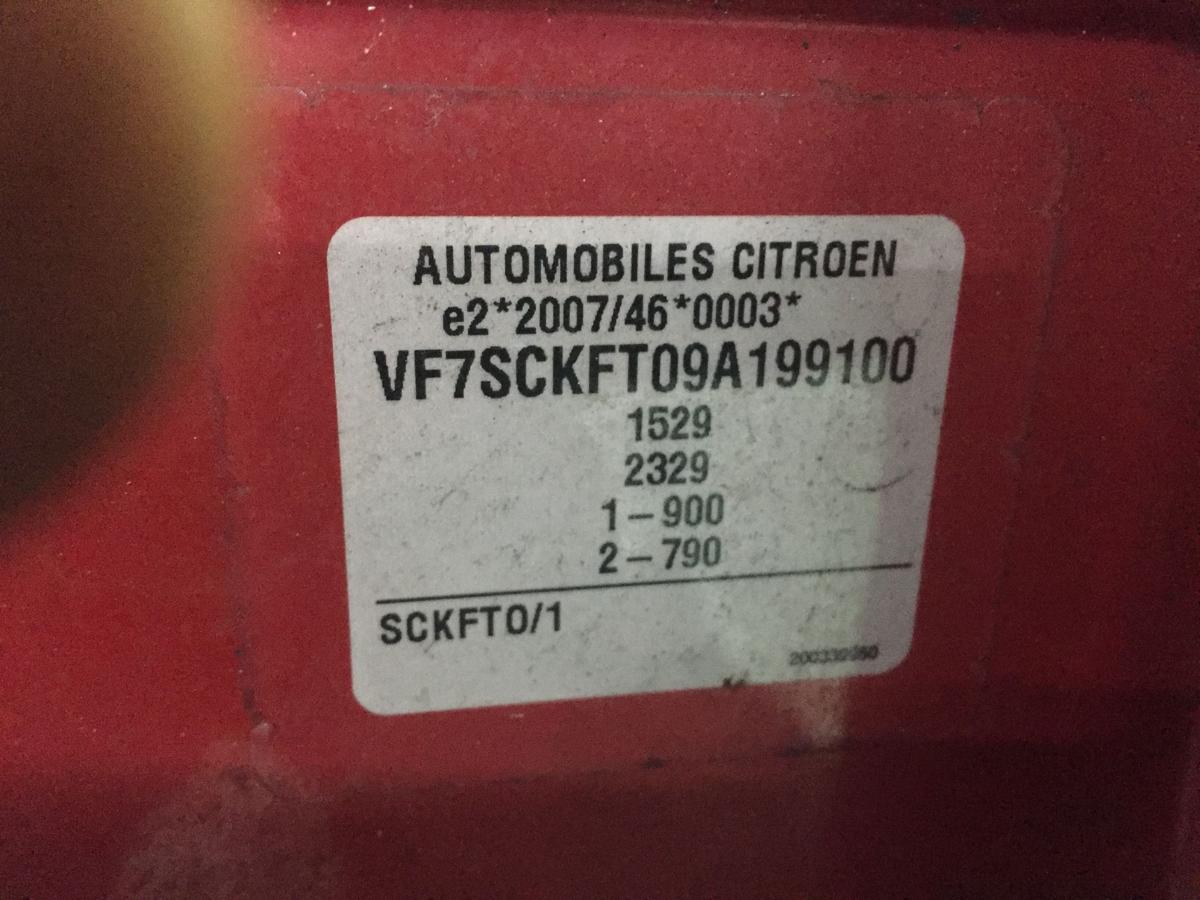 AUTOMOBILES CITROEN
e2*2007/46*0003*
VF7SCKFT09A199100
1529
2329
1 – 900
2 – 790
SCKFT0/1